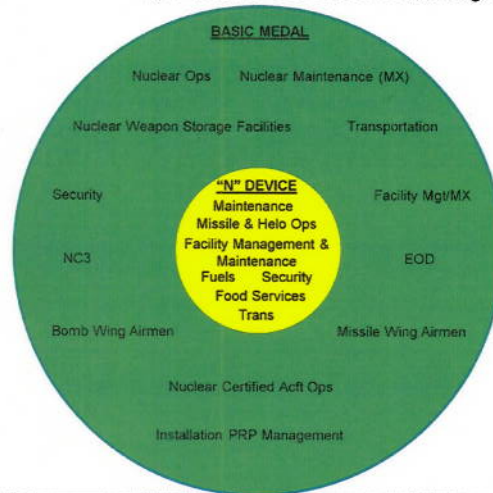 BASIC MEDAL
Nuclear Ops Nuclear Maintenance (MX)
Nuclear Weapon Storage Facilities Transportation
"N" DEVICE
Maintenance
Missile & Helo Ops
Facility Management &
Maintenance
Fuels Security
Food Services
Trans
Security Facility Mgt/MX
NC3 EOD
Bomb Wing Airmen Missile Wing Airmen
Nuclear Certified Acft Ops
Installation PRP Management